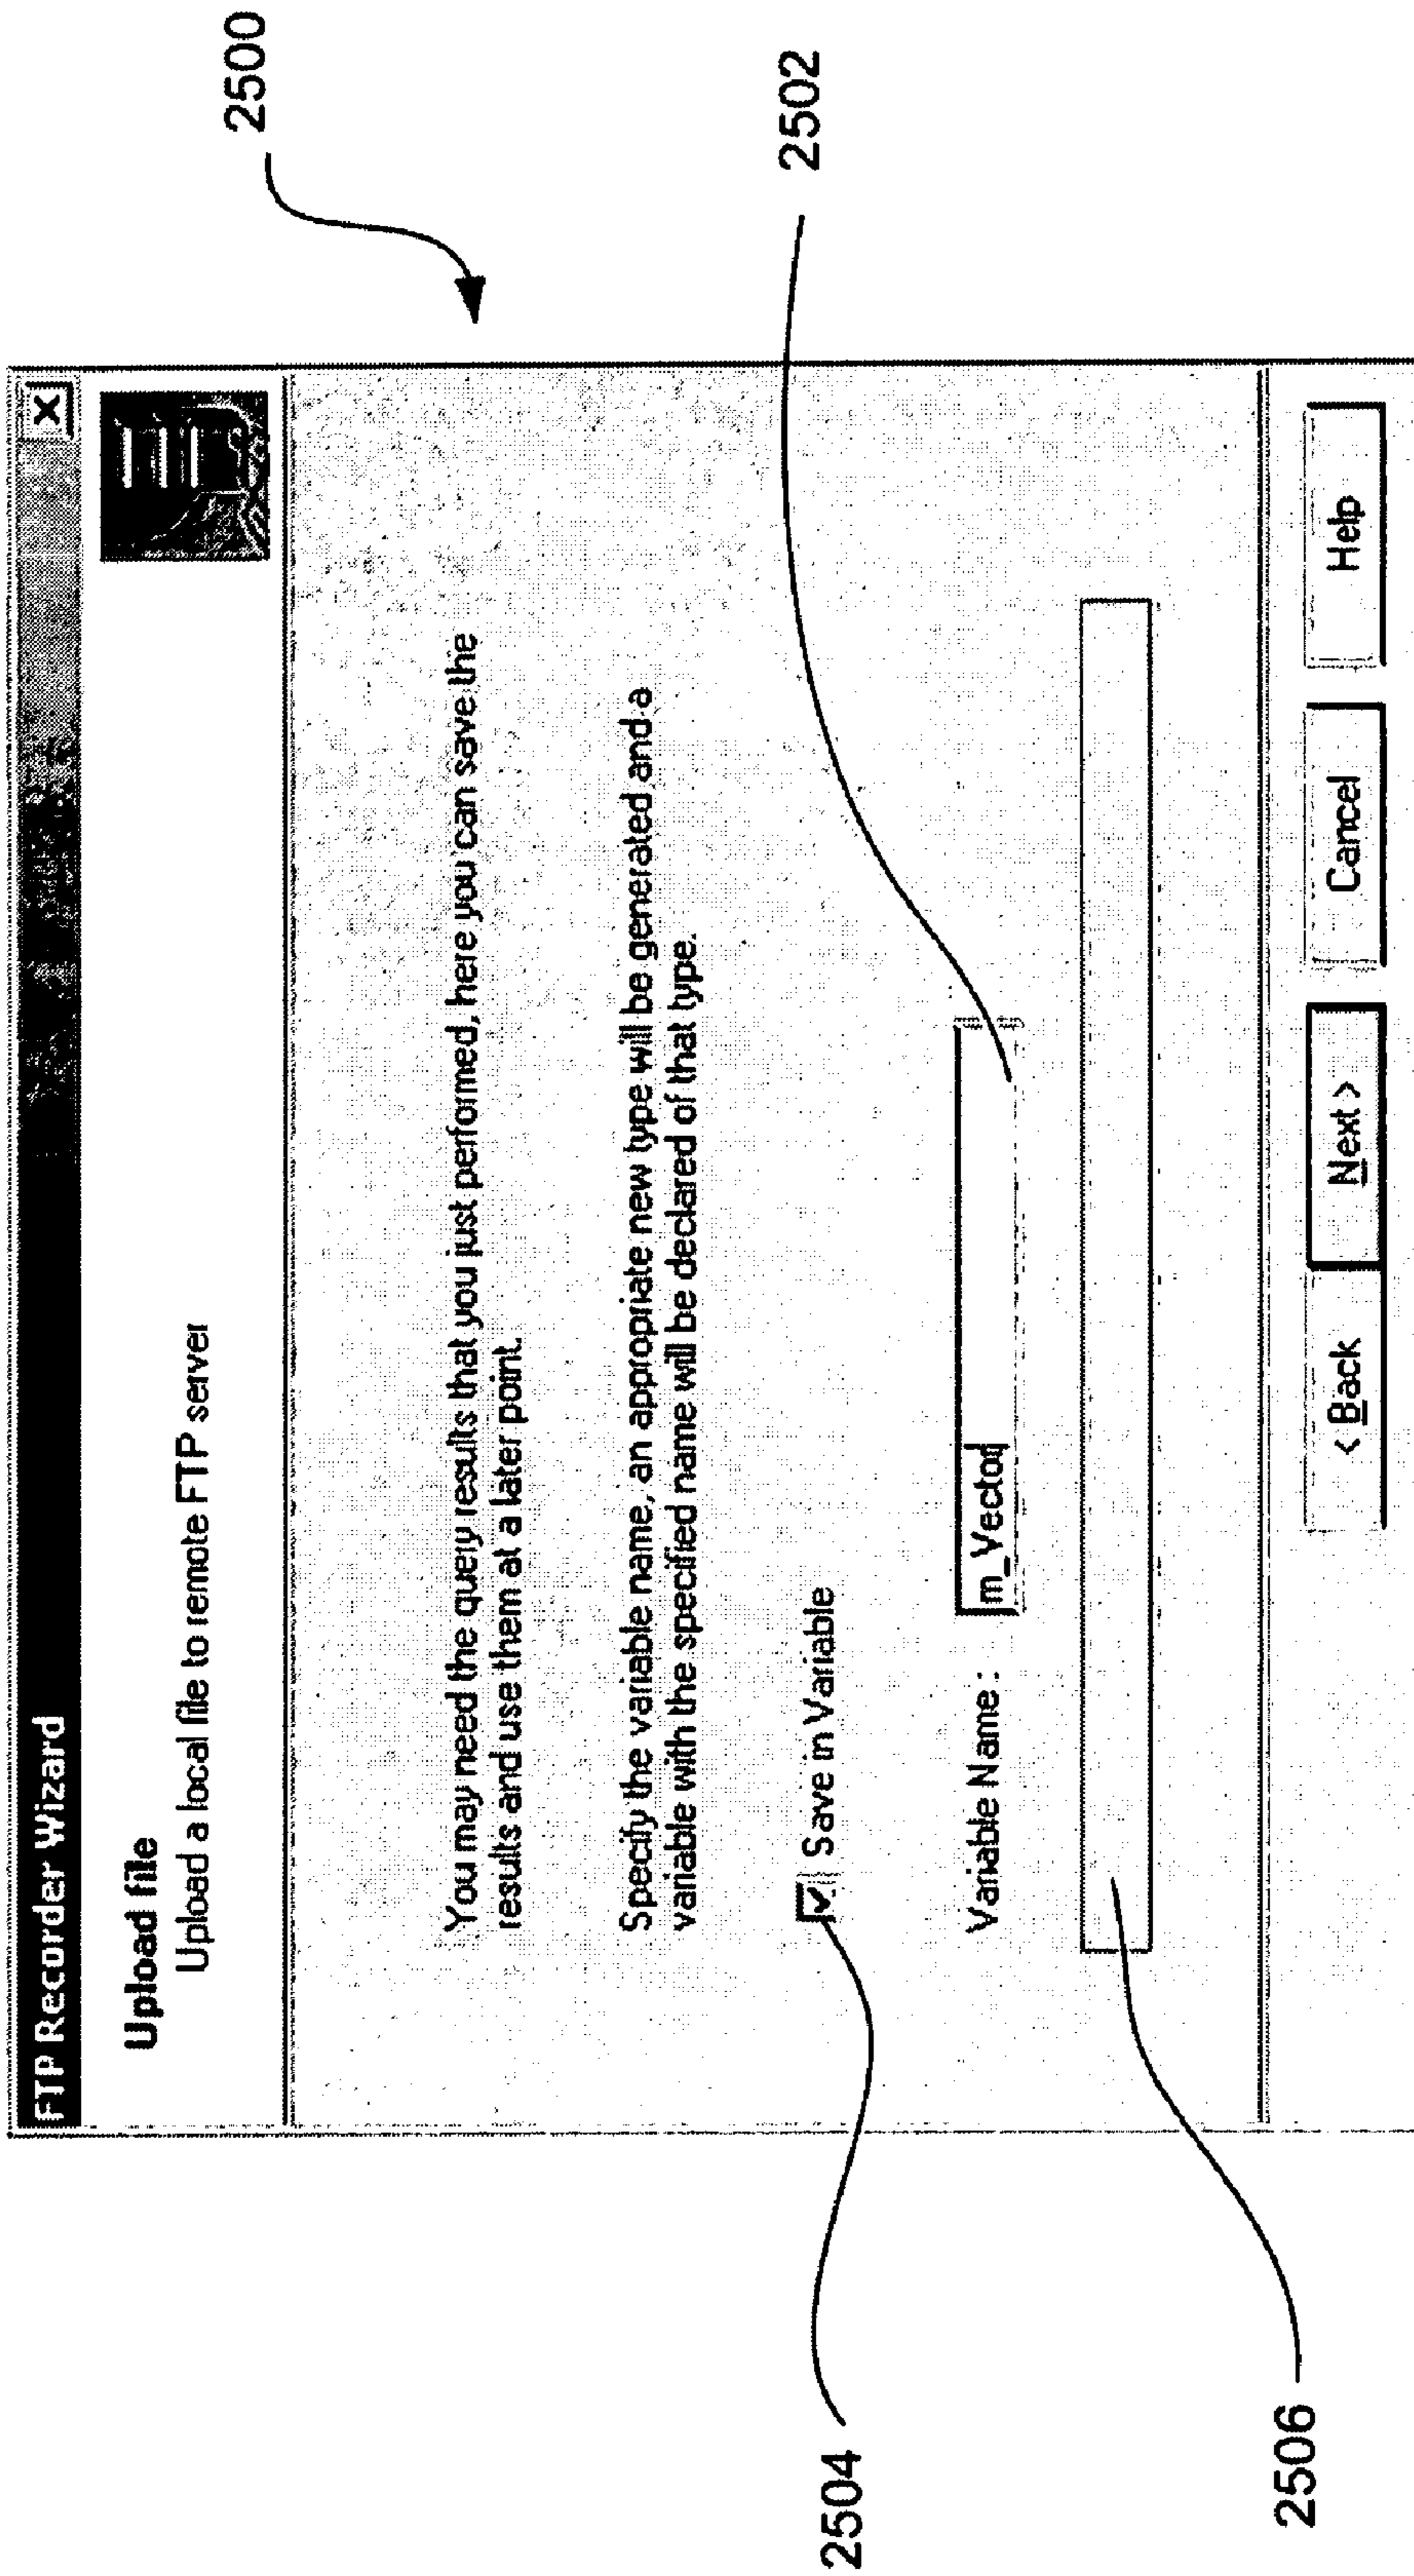 2500
FTP Recorder Wizard
X
Upload file
Upload a local file to remote FTP server
You may need the query results that you just performed, here you can save the
results and use them at a later point.
Specify the variable name, an appropriate new type will be generated and a
variable with the specified name will be declared of that type.
2502
2504
Save in Variable
Variable Name :
m_Vector
2506
< Back
Next >
Cancel
Help